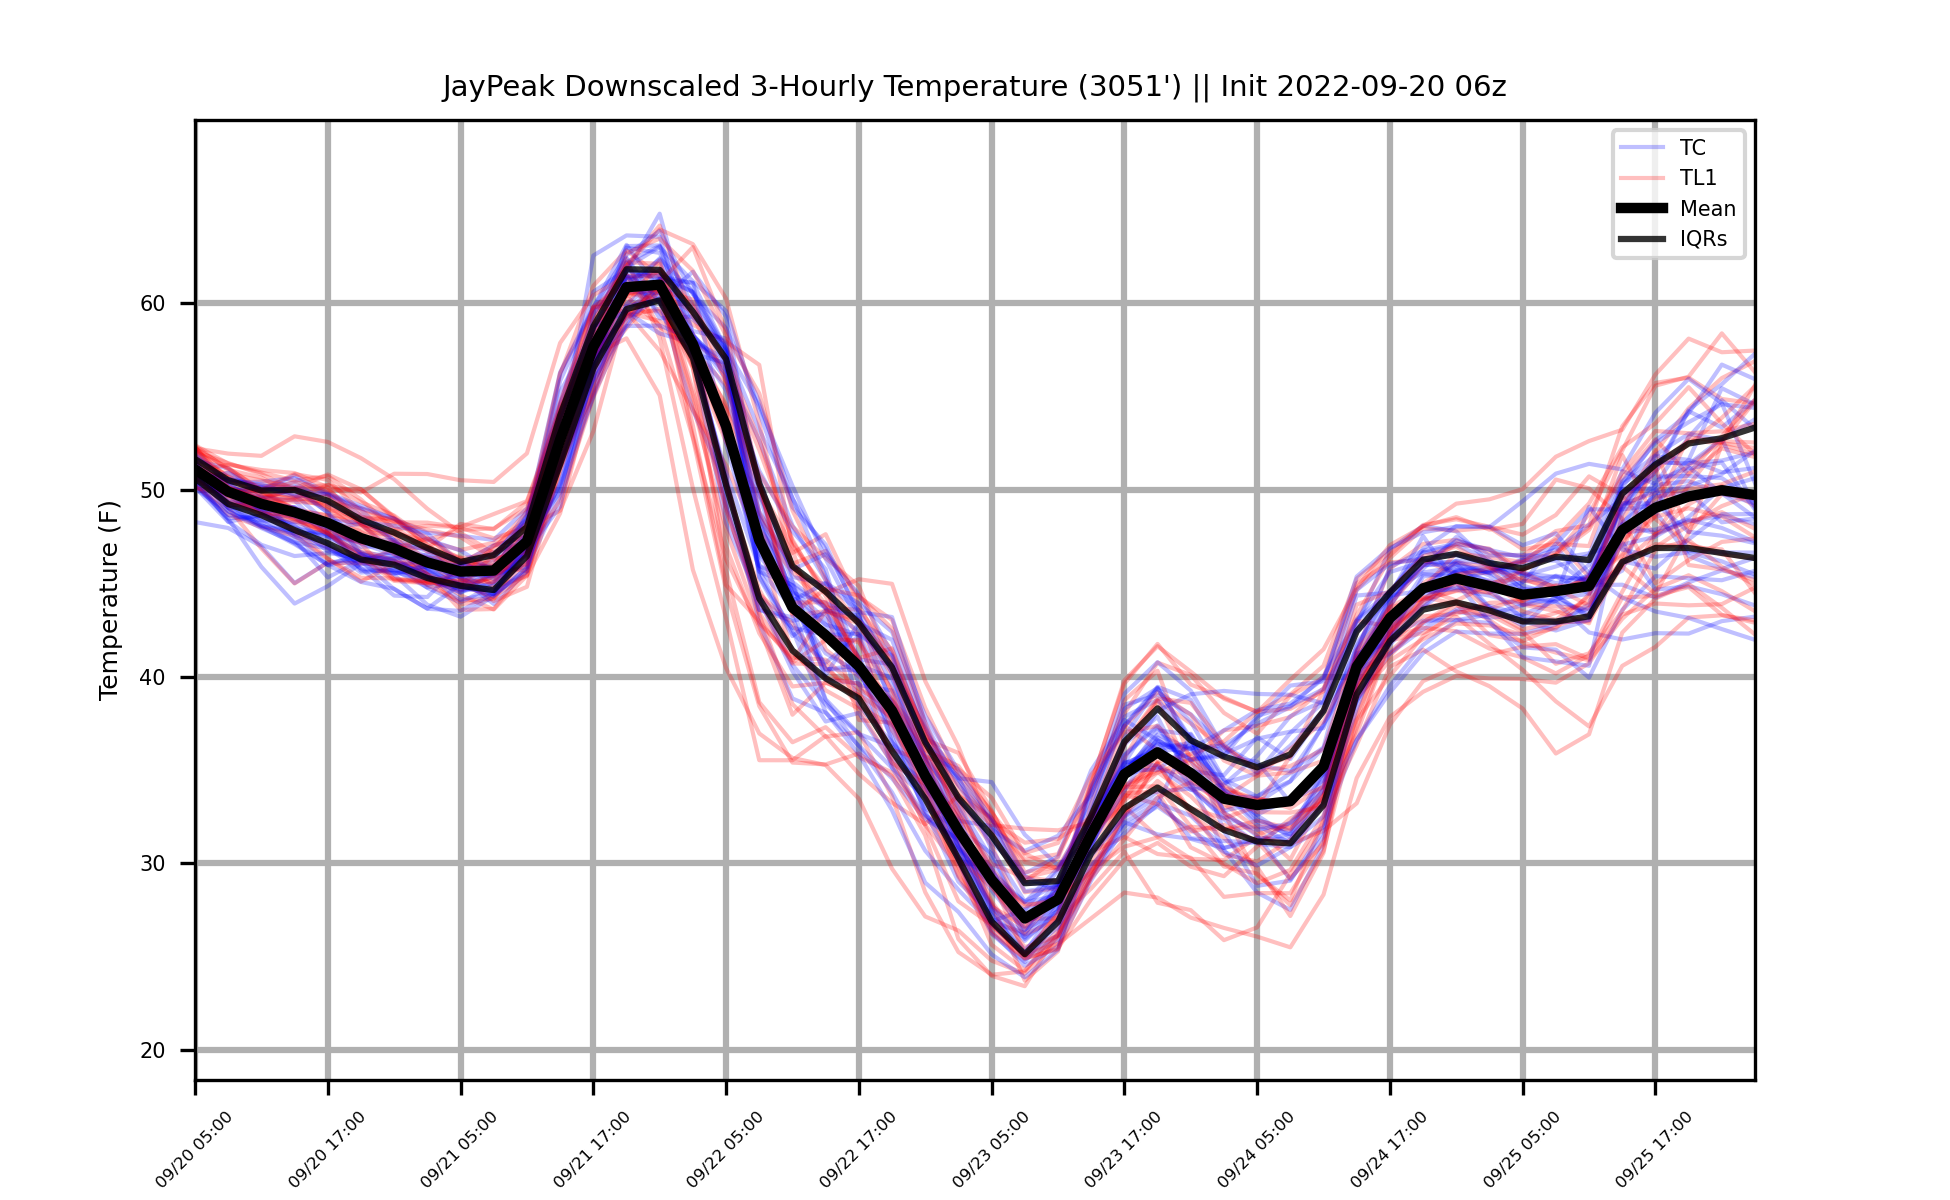 JayPeak Downscaled 3-Hourly Temperature (3051') || Init 2022-09-20 06z
TC
TL1
Mean
IQRs
Temperature (F)
60
50
40
30
20
09/20 05:00
09/20 17:00
09/21 05:00
09/21 17:00
09/22 05:00
09/22 17:00
09/23 05:00
09/23 17:00
09/24 05:00
09/24 17:00
09/25 05:00
09/25 17:00